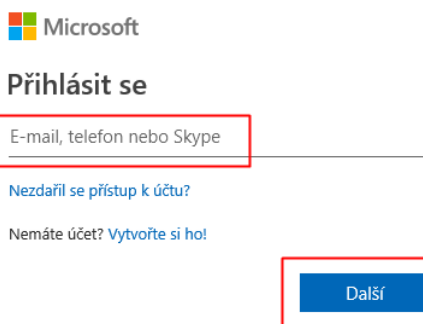 Microsoft
Přihlásit se
E-mail, telefon nebo Skype
Nezdařil se přístup k účtu?
Nemáte účet? Vytvořte si ho!
Další